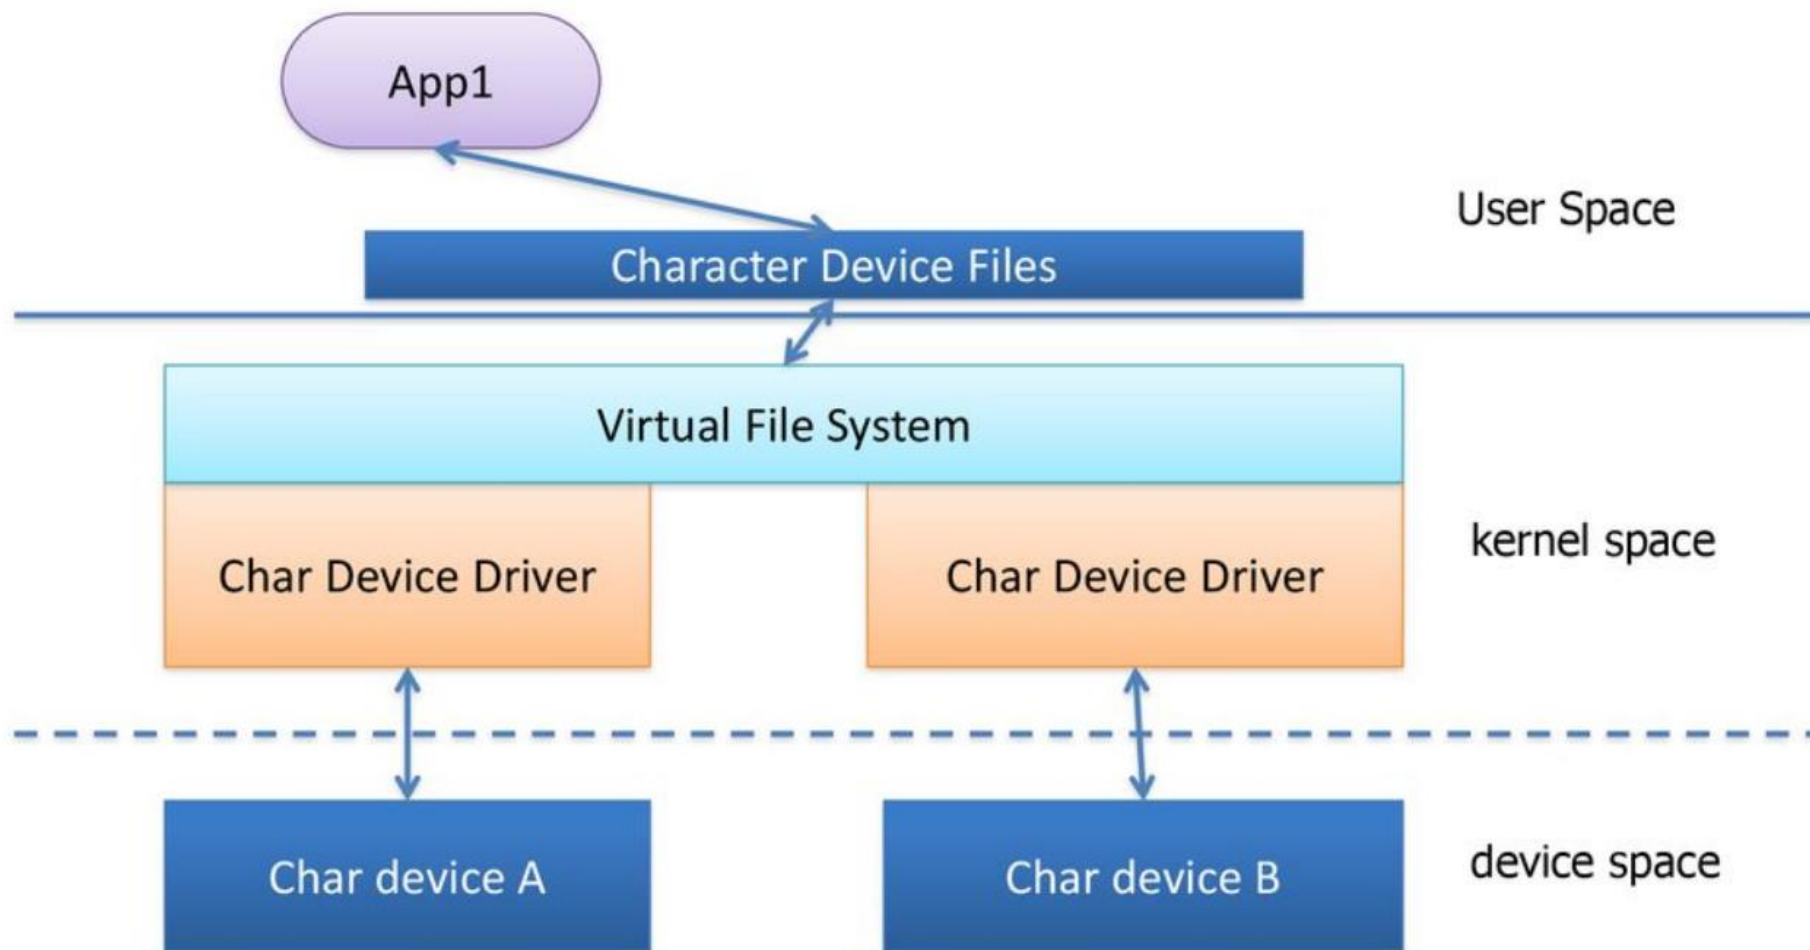 App1
User Space
Character Device Files
Virtual File System
Char Device Driver
Char Device Driver
kernel space
Char device A
Char device B
device space